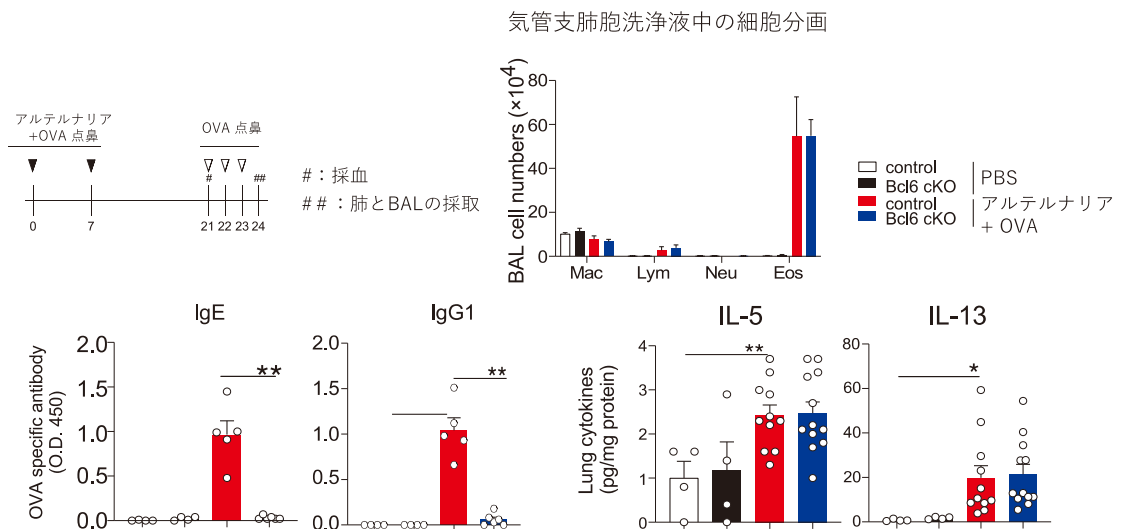 気管支肺胞洗浄液中の細胞分画
アルテルナリア
+OVA 点鼻
OVA 点鼻
#
##
0 7 21 22 23 24
#：採血
##：肺とBALの採取
BAL cell numbers (×10⁴)
80
60
40
20
0
Mac Lym Neu Eos
control
Bcl6 cKO
PBS
control
Bcl6 cKO
アルテルナリア
+ OVA
IgE
OVA specific antibody
(O.D. 450)
2.0
1.5
1.0
0.5
0.0
**
IgG1
2.0
1.5
1.0
0.5
0.0
**
IL-5
Lung cytokines
(pg/mg protein)
4
3
2
1
0
**
IL-13
80
60
40
20
0
*